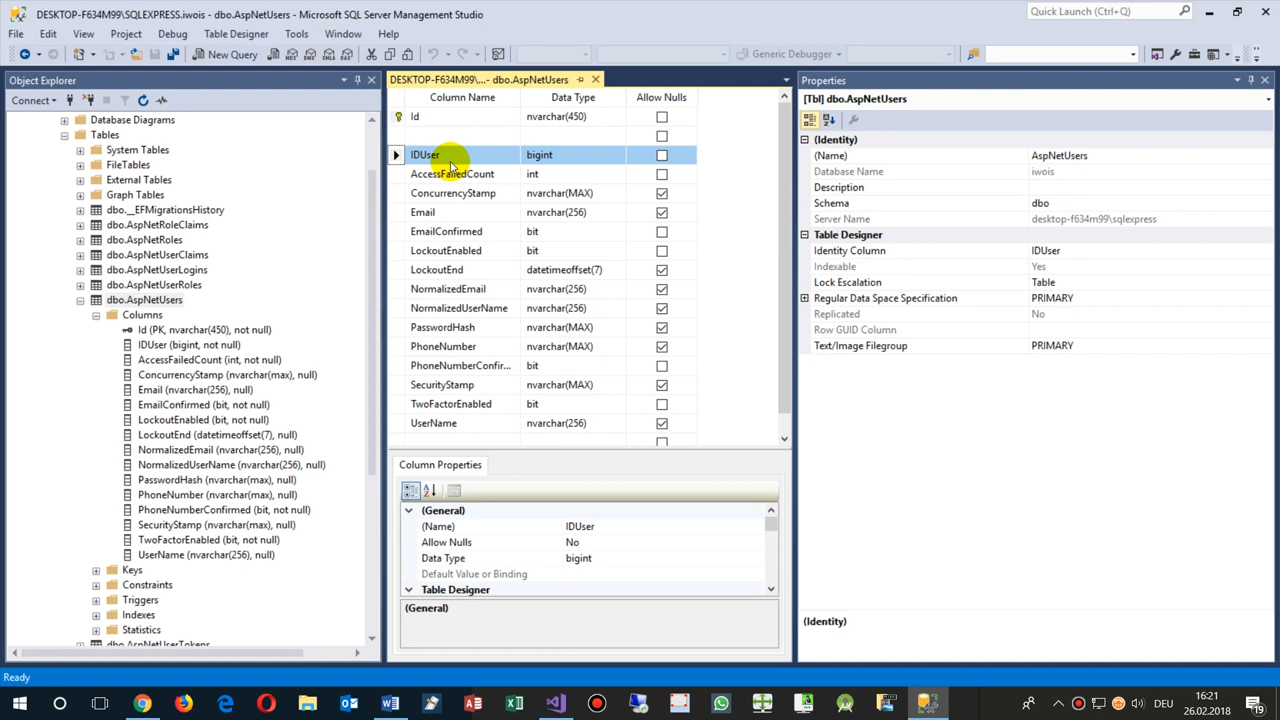 DESKTOP-F634M99\SQLEXPRESS.iwois - dbo.AspNetUsers - Microsoft SQL Server Management Studio
Quick Launch (Ctrl+Q)
File Edit View Project Debug Table Designer Tools Window Help
New Query
MDX DMX XMLA DAX
Generic Debugger
Object Explorer
Connect
Database Diagrams
Tables
System Tables
FileTables
External Tables
Graph Tables
dbo.__EFMigrationsHistory
dbo.AspNetRoleClaims
dbo.AspNetRoles
dbo.AspNetUserClaims
dbo.AspNetUserLogins
dbo.AspNetUserRoles
dbo.AspNetUsers
Columns
Id (PK, nvarchar(450), not null)
IDUser (bigint, not null)
AccessFailedCount (int, not null)
ConcurrencyStamp (nvarchar(max), null)
Email (nvarchar(256), null)
EmailConfirmed (bit, not null)
LockoutEnabled (bit, not null)
LockoutEnd (datetimeoffset(7), null)
NormalizedEmail (nvarchar(256), null)
NormalizedUserName (nvarchar(256), null)
PasswordHash (nvarchar(max), null)
PhoneNumber (nvarchar(max), null)
PhoneNumberConfirmed (bit, not null)
SecurityStamp (nvarchar(max), null)
TwoFactorEnabled (bit, not null)
UserName (nvarchar(256), null)
Keys
Constraints
Triggers
Indexes
Statistics
dbo.AspNetUserTokens
DESKTOP-F634M99\...- dbo.AspNetUsers
Column Name Data Type Allow Nulls
Id nvarchar(450)
IDUser bigint
AccessFailedCount int
ConcurrencyStamp nvarchar(MAX)
Email nvarchar(256)
EmailConfirmed bit
LockoutEnabled bit
LockoutEnd datetimeoffset(7)
NormalizedEmail nvarchar(256)
NormalizedUserName nvarchar(256)
PasswordHash nvarchar(MAX)
PhoneNumber nvarchar(MAX)
PhoneNumberConfir... bit
SecurityStamp nvarchar(MAX)
TwoFactorEnabled bit
UserName nvarchar(256)
Column Properties
(General)
(Name) IDUser
Allow Nulls No
Data Type bigint
Default Value or Binding
Table Designer
(General)
Properties
[Tbl] dbo.AspNetUsers
(Identity)
(Name) AspNetUsers
Database Name iwois
Description
Schema dbo
Server Name desktop-f634m99\sqlexpress
Table Designer
Identity Column IDUser
Indexable Yes
Lock Escalation Table
Regular Data Space Specification PRIMARY
Replicated No
Row GUID Column
Text/Image Filegroup PRIMARY
(Identity)
Ready
DEU
16:21
26.02.2018
19